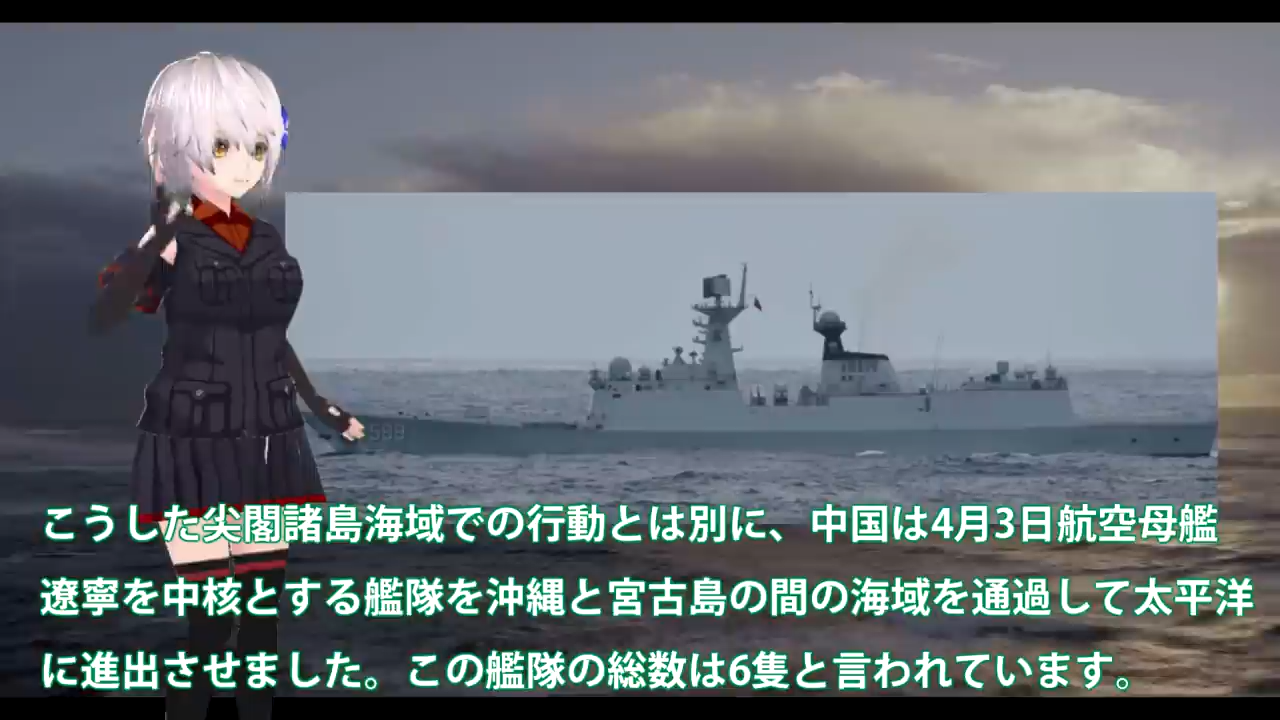 599
こうした尖閣諸島海域での行動とは別に、中国は4月3日航空母艦
遼寧を中核とする艦隊を沖縄と宮古島の間の海域を通過して太平洋
に進出させました。この艦隊の総数は6隻と言われています。